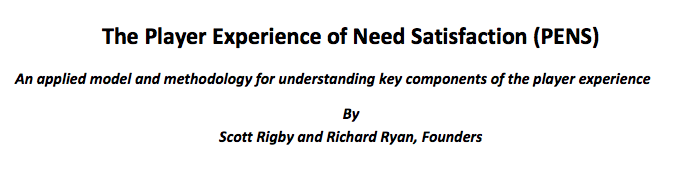 The Player Experience of Need Satisfaction (PENS)
An applied model and methodology for understanding key components of the player experience
By
Scott Rigby and Richard Ryan, Founders